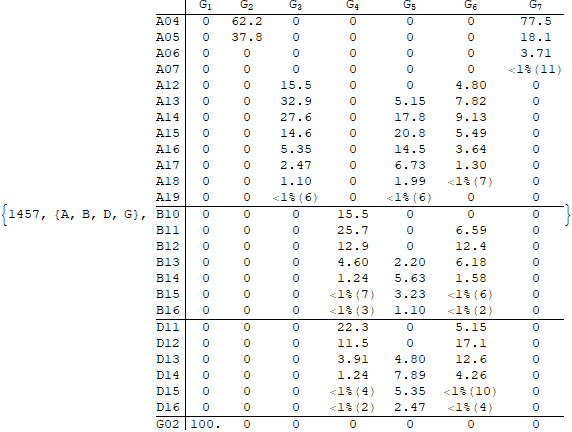 G1 G2 G3 G4 G5 G6 G7
A04 0 62.2 0 0 0 0 77.5
A05 0 37.8 0 0 0 0 18.1
A06 0 0 0 0 0 0 3.71
A07 0 0 0 0 0 0 <1%(11)
A12 0 0 15.5 0 0 4.80 0
A13 0 0 32.9 0 5.15 7.82 0
A14 0 0 27.6 0 17.8 9.13 0
A15 0 0 14.6 0 20.8 5.49 0
A16 0 0 5.35 0 14.5 3.64 0
A17 0 0 2.47 0 6.73 1.30 0
A18 0 0 1.10 0 1.99 <1%(7) 0
A19 0 0 <1%(6) 0 <1%(6) 0 0
{1457, {A, B, D, G}, B10 0 0 0 15.5 0 0 0 }
B11 0 0 0 25.7 0 6.59 0
B12 0 0 0 12.9 0 12.4 0
B13 0 0 0 4.60 2.20 6.18 0
B14 0 0 0 1.24 5.63 1.58 0
B15 0 0 0 <1%(7) 3.23 <1%(6) 0
B16 0 0 0 <1%(3) 1.10 <1%(2) 0
D11 0 0 0 22.3 0 5.15 0
D12 0 0 0 11.5 0 17.1 0
D13 0 0 0 3.91 4.80 12.6 0
D14 0 0 0 1.24 7.89 4.26 0
D15 0 0 0 <1%(4) 5.35 <1%(10) 0
D16 0 0 0 <1%(2) 2.47 <1%(4) 0
G02 100. 0 0 0 0 0 0